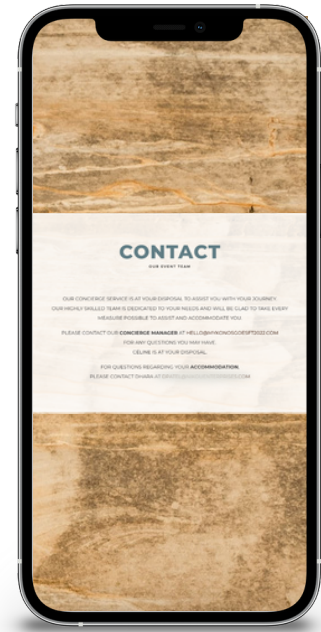 CONTACT
OUR EVENT TEAM
OUR CONCIERGE SERVICE IS AT YOUR DISPOSAL TO ASSIST YOU WITH YOUR JOURNEY.
OUR HIGHLY SKILLED TEAM IS DEDICATED TO YOUR NEEDS AND WILL BE GLAD TO TAKE EVERY
MEASURE POSSIBLE TO ASSIST AND ACCOMMODATE YOU
PLEASE CONTACT OUR CONCIERGE MANAGER AT
FOR ANY QUESTIONS YOU MAY HAVE,
CÉLINE IS AT YOUR DISPOSAL.
FOR QUESTIONS REGARDING YOUR ACCOMMODATION,
PLEASE CONTACT DHARA AT